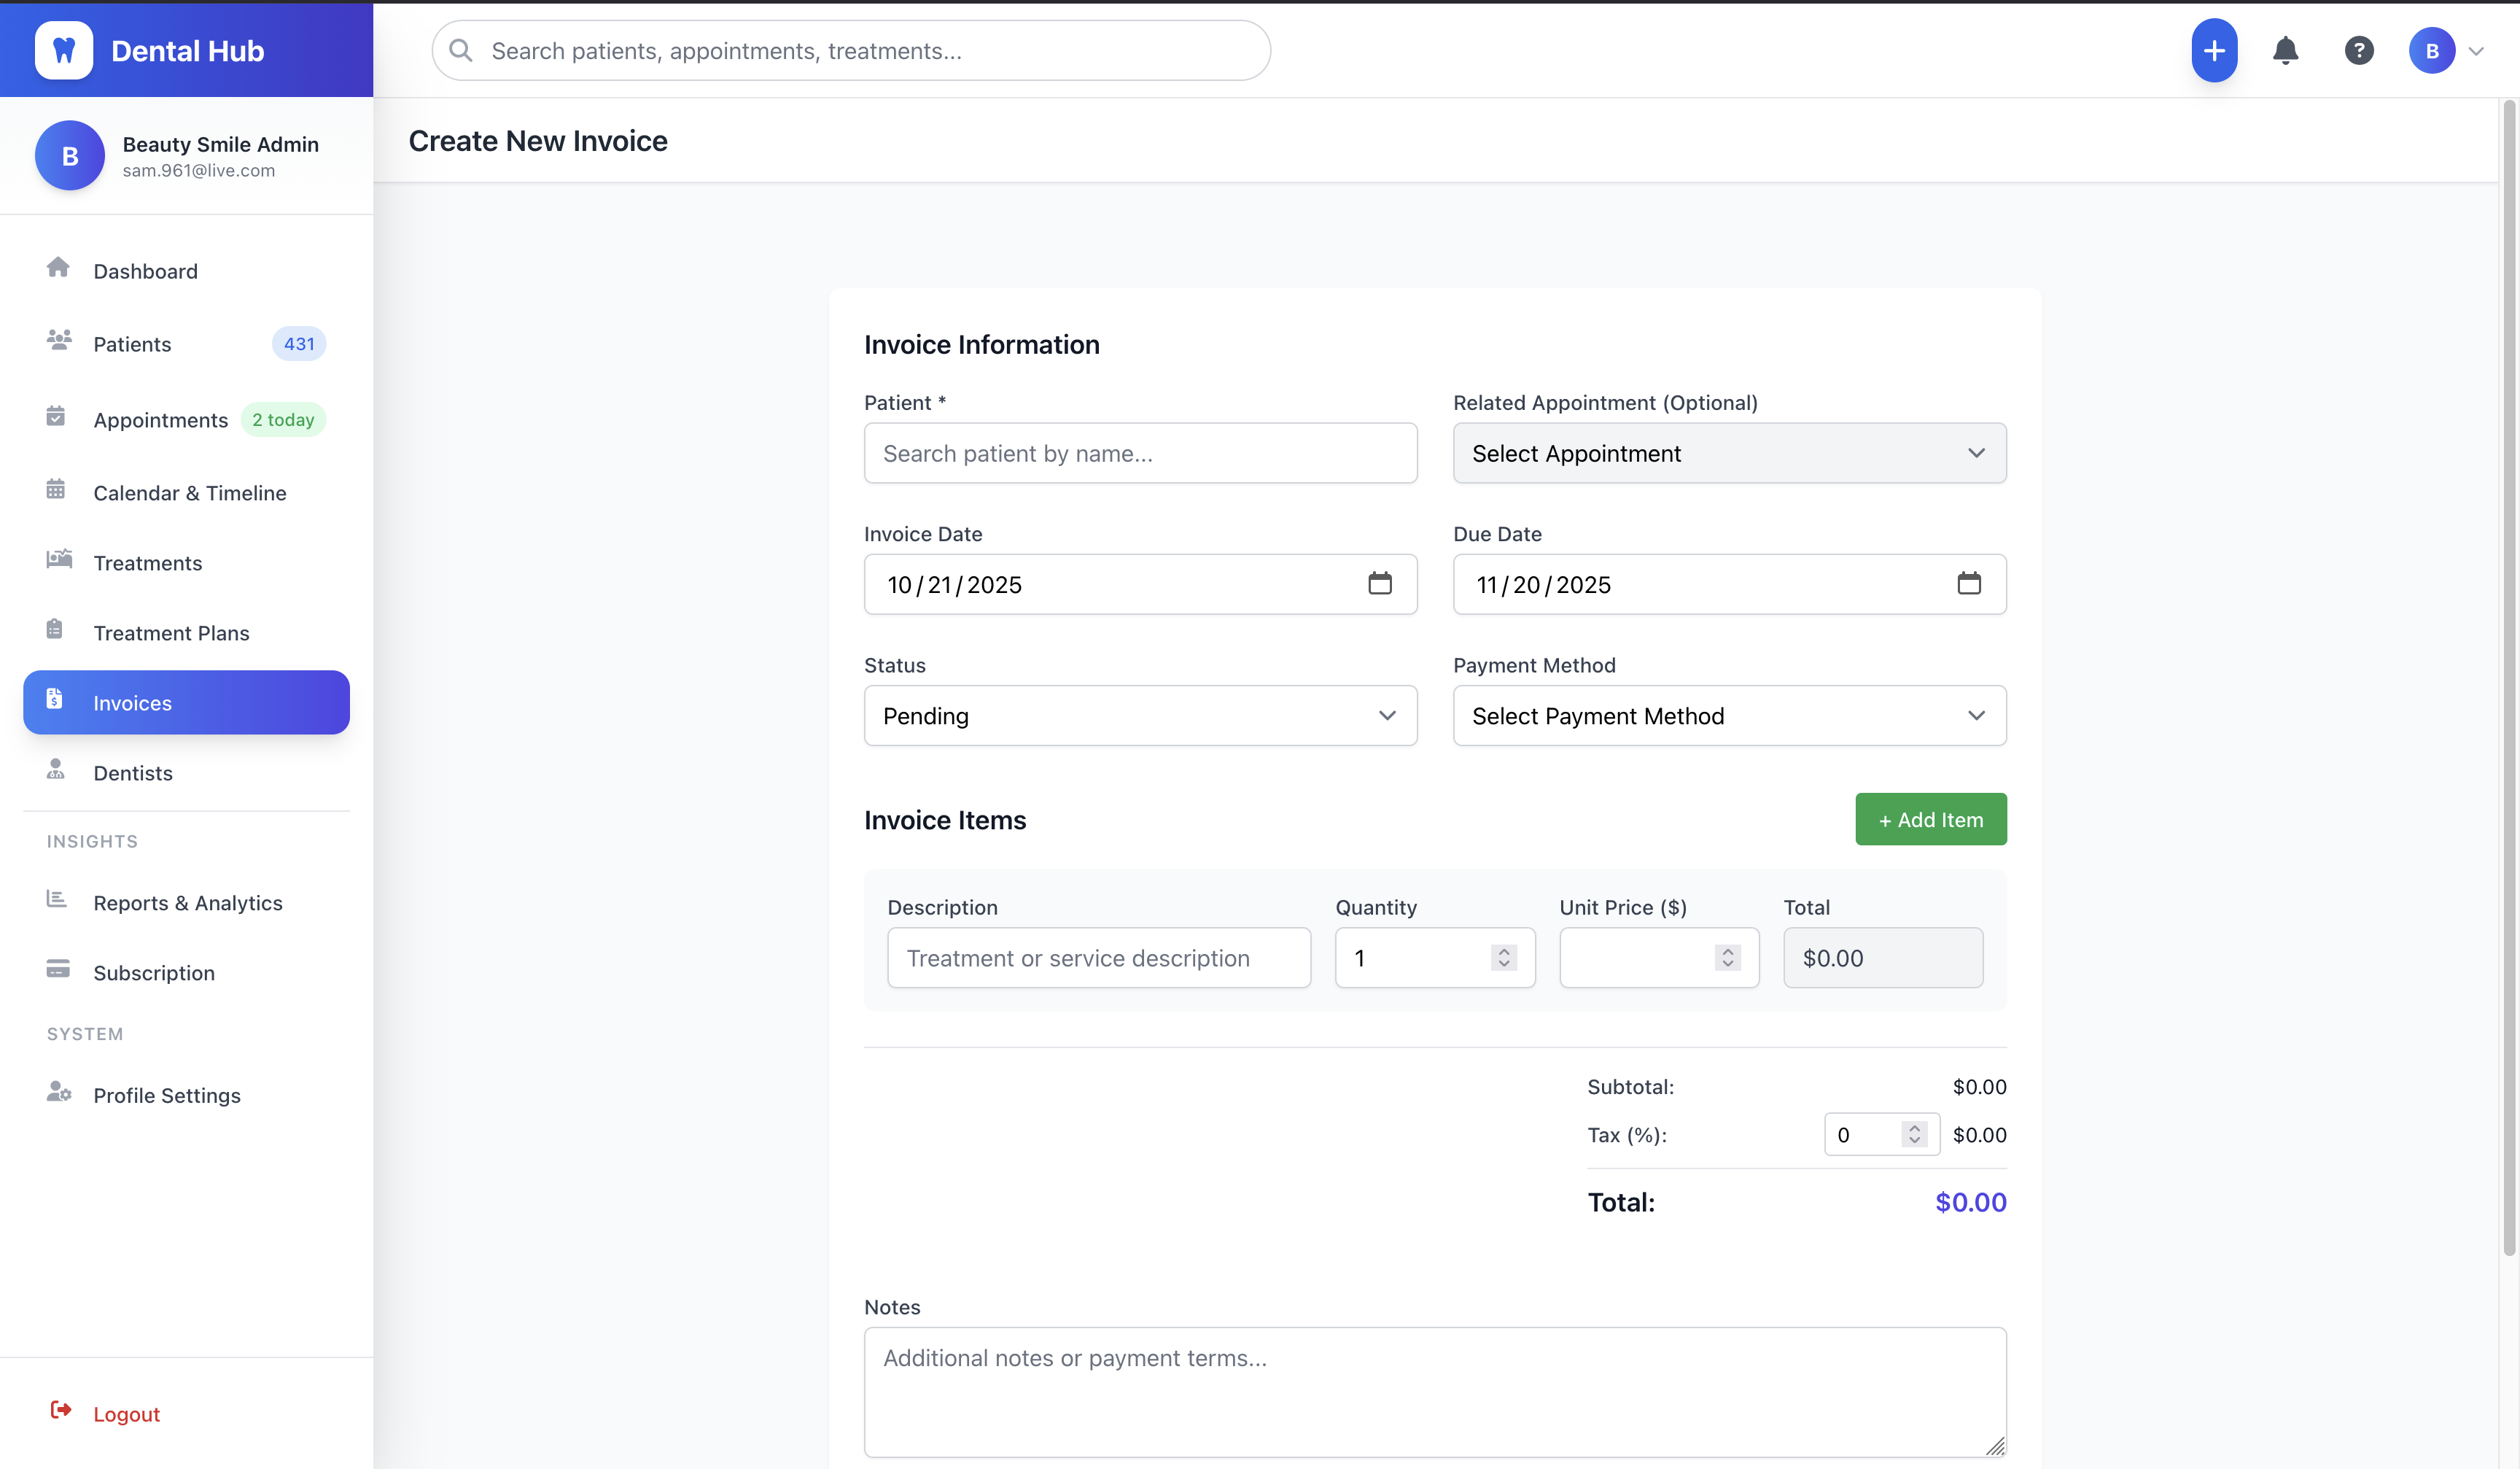 Dental Hub
Search patients, appointments, treatments...
?
B
B
Beauty Smile Admin
sam.961@live.com
Dashboard
Patients 431
Appointments 2 today
Calendar & Timeline
Treatments
Treatment Plans
Invoices
Dentists
INSIGHTS
Reports & Analytics
Subscription
SYSTEM
Profile Settings
Logout
Create New Invoice
Invoice Information
Patient * Related Appointment (Optional)
Search patient by name... Select Appointment
Invoice Date Due Date
10/21/2025 11/20/2025
Status Payment Method
Pending Select Payment Method
Invoice Items + Add Item
Description Quantity Unit Price ($) Total
Treatment or service description 1 $0.00
Subtotal: $0.00
Tax (%): 0 $0.00
Total: $0.00
Notes
Additional notes or payment terms...